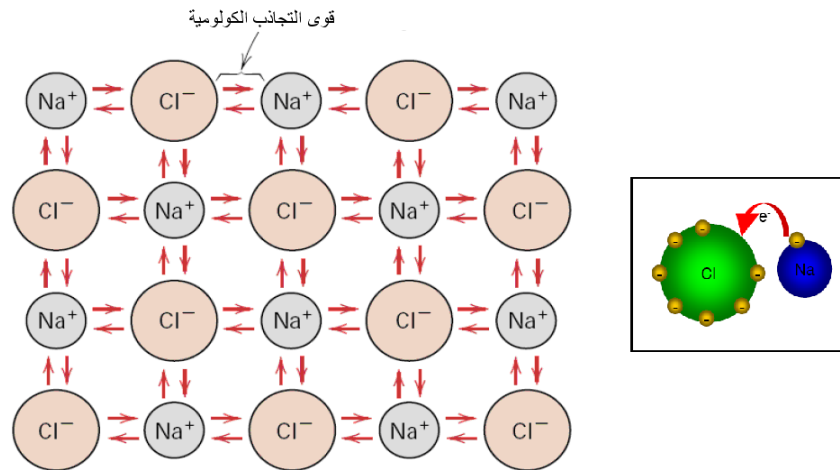 قوى التجاذب الكولومية
Na⁺ Cl⁻ Na⁺ Cl⁻ Na⁺
Cl⁻ Na⁺ Cl⁻ Na⁺ Cl⁻
Na⁺ Cl⁻ Na⁺ Cl⁻ Na⁺
Cl⁻ Na⁺ Cl⁻ Na⁺ Cl⁻
e⁻
Cl Na